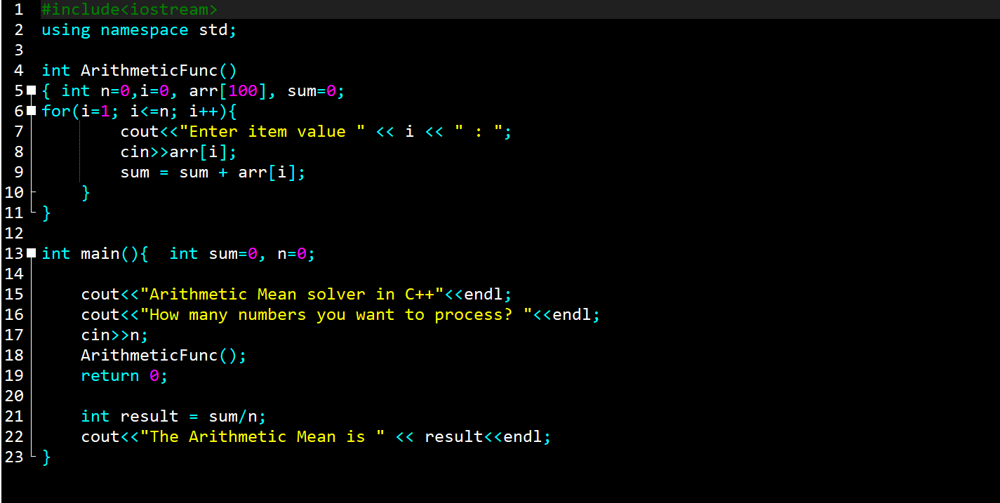 1 #include<iostream>
2 using namespace std;
3
4 int ArithmeticFunc()
5 { int n=0,i=0, arr[100], sum=0;
6 for(i=1; i<=n; i++){
7         cout<<"Enter item value " << i << " : ";
8         cin>>arr[i];
9         sum = sum + arr[i];
10     }
11 }
12
13 int main(){  int sum=0, n=0;
14
15     cout<<"Arithmetic Mean solver in C++"<<endl;
16     cout<<"How many numbers you want to process? "<<endl;
17     cin>>n;
18     ArithmeticFunc();
19     return 0;
20
21     int result = sum/n;
22     cout<<"The Arithmetic Mean is " << result<<endl;
23 }